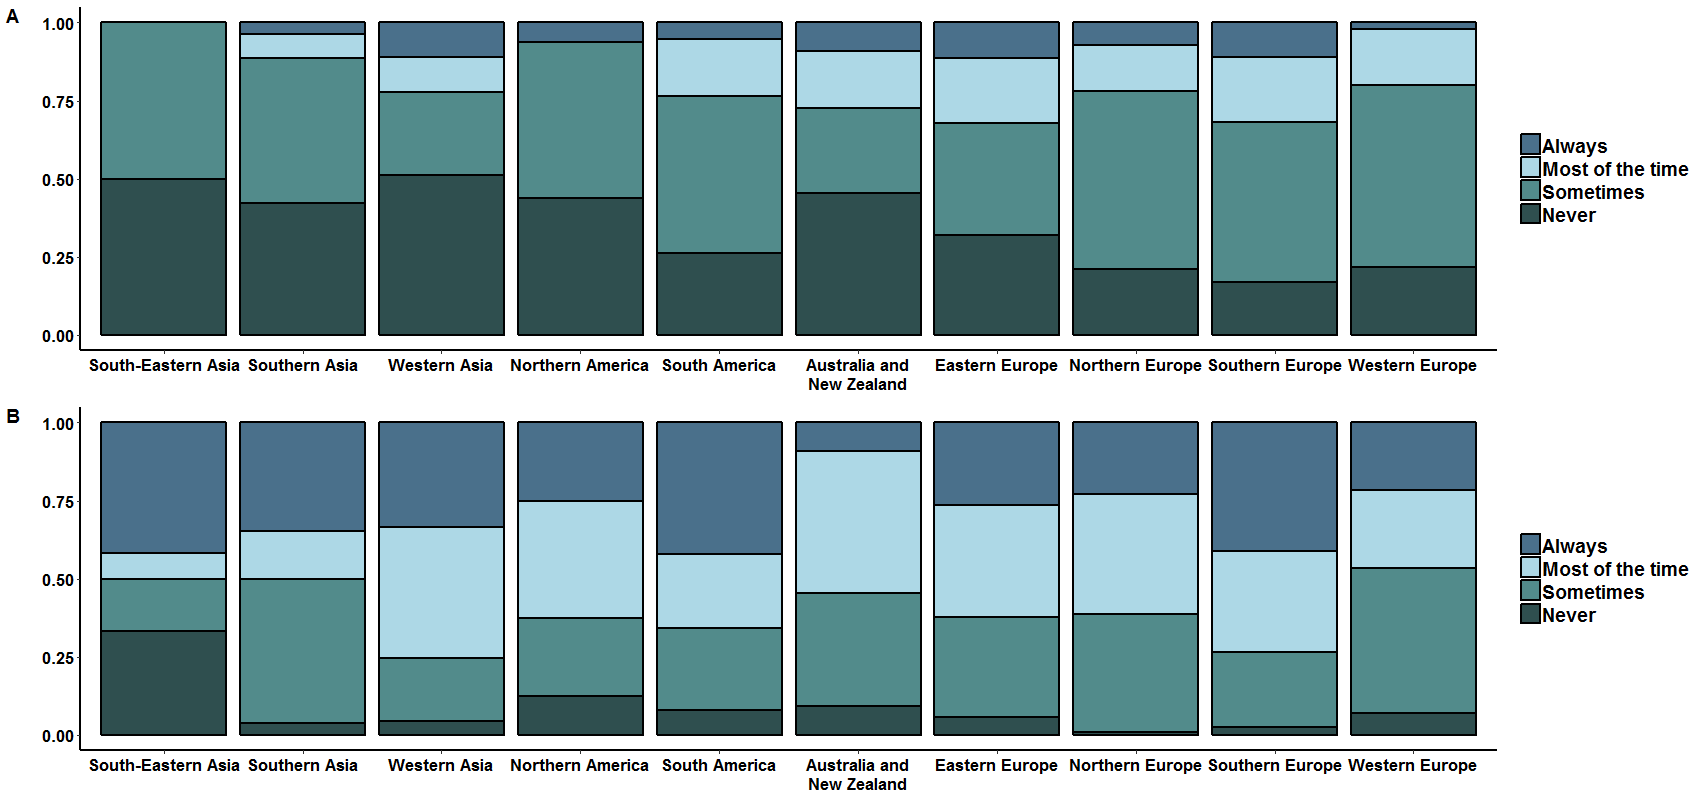 A
1.00
0.75
0.50
0.25
0.00
South-Eastern Asia Southern Asia Western Asia Northern America South America Australia and New Zealand Eastern Europe Northern Europe Southern Europe Western Europe
Always
Most of the time
Sometimes
Never
B
1.00
0.75
0.50
0.25
0.00
South-Eastern Asia Southern Asia Western Asia Northern America South America Australia and New Zealand Eastern Europe Northern Europe Southern Europe Western Europe
Always
Most of the time
Sometimes
Never